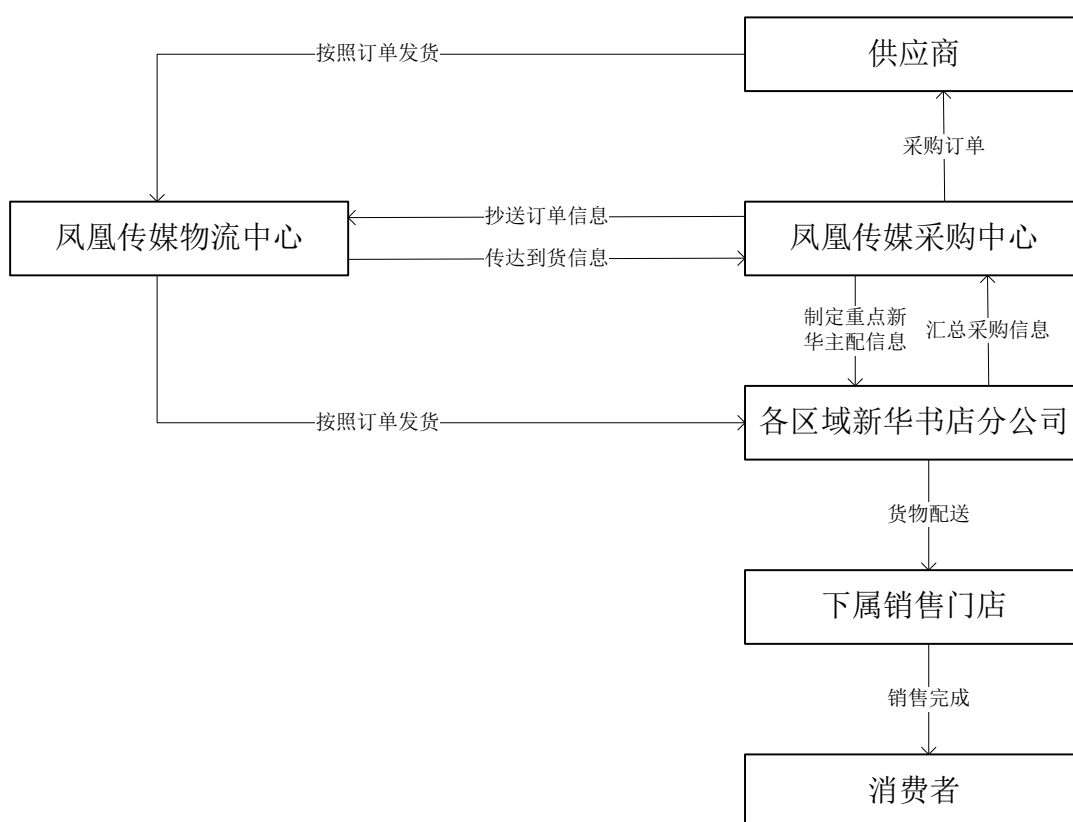 供应商
按照订单发货
采购订单
凤凰传媒物流中心
抄送订单信息
传达到货信息
凤凰传媒采购中心
制定重点新
华主配信息
汇总采购信息
按照订单发货
各区域新华书店分公司
货物配送
下属销售门店
销售完成
消费者